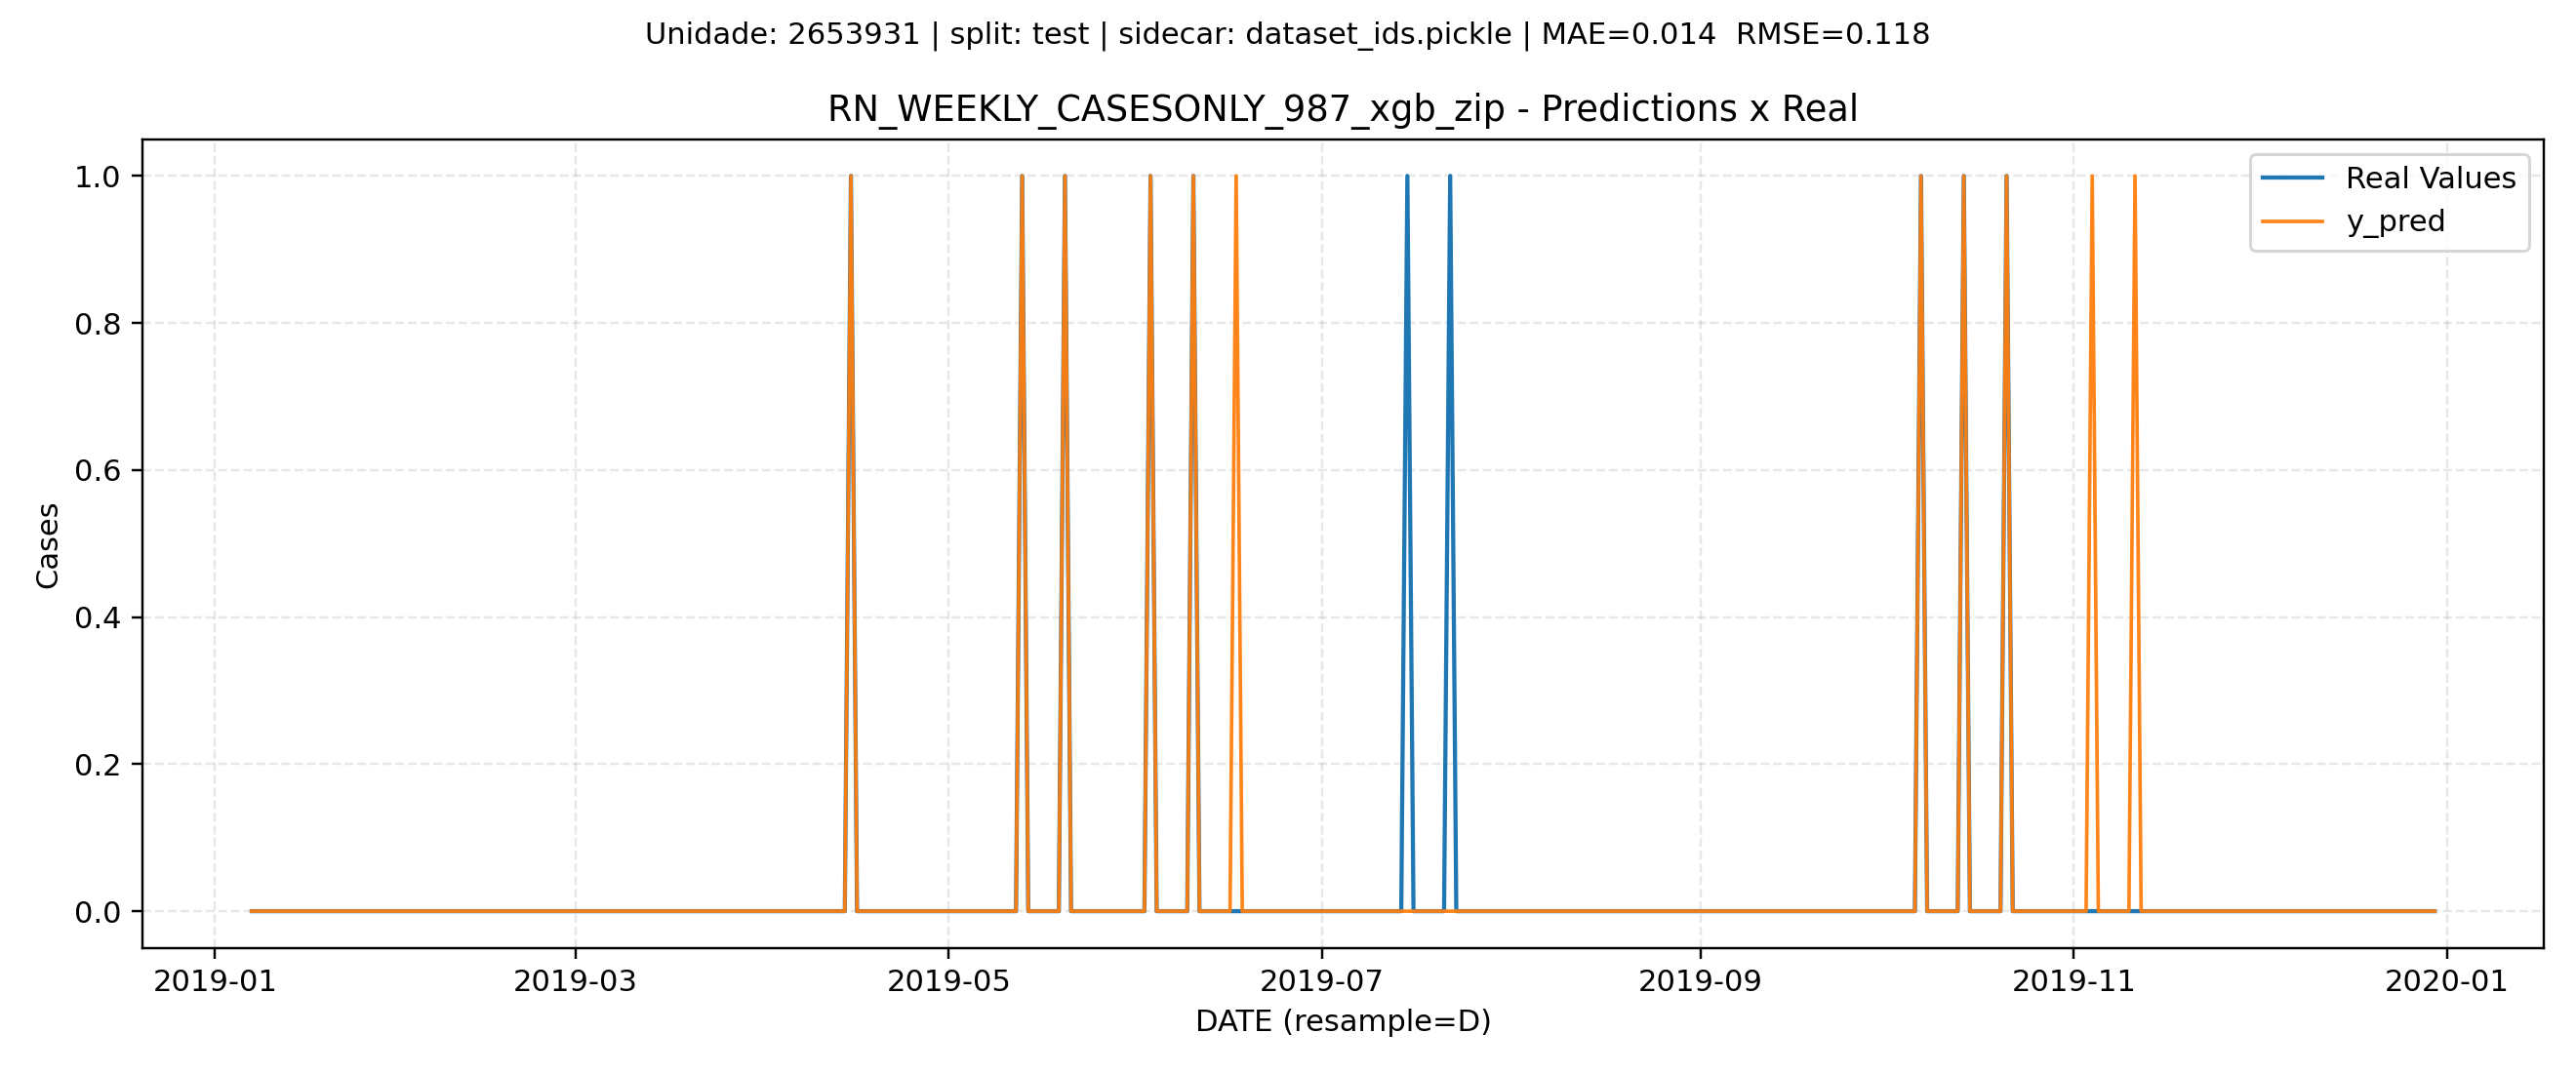 Unidade: 2653931 | split: test | sidecar: dataset_ids.pickle | MAE=0.014  RMSE=0.118
RN_WEEKLY_CASESONLY_987_xgb_zip - Predictions x Real
Real Values
y_pred
1.0
0.8
0.6
0.4
0.2
0.0
Cases
2019-01
2019-03
2019-05
2019-07
2019-09
2019-11
2020-01
DATE (resample=D)